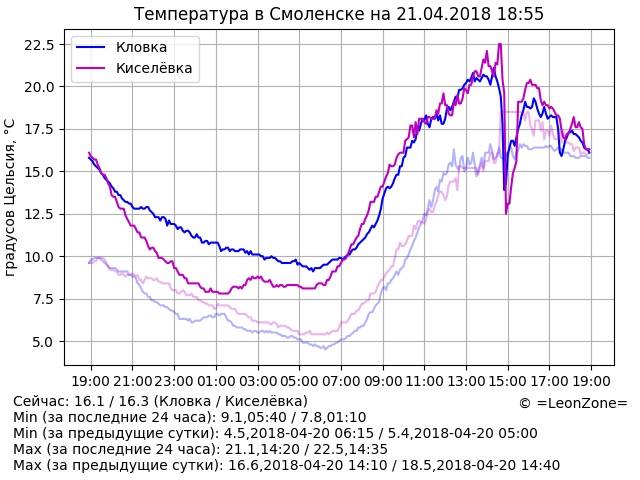 Температура в Смоленске на 21.04.2018 18:55
Кловка
Киселёвка
градусов Цельсия, °C
22.5
20.0
17.5
15.0
12.5
10.0
7.5
5.0
19:00 21:00 23:00 01:00 03:00 05:00 07:00 09:00 11:00 13:00 15:00 17:00 19:00
Сейчас: 16.1 / 16.3 (Кловка / Киселёвка)
© =LeonZone=
Min (за последние 24 часа): 9.1,05:40 / 7.8,01:10
Min (за предыдущие сутки): 4.5,2018-04-20 06:15 / 5.4,2018-04-20 05:00
Max (за последние 24 часа): 21.1,14:20 / 22.5,14:35
Max (за предыдущие сутки): 16.6,2018-04-20 14:10 / 18.5,2018-04-20 14:40